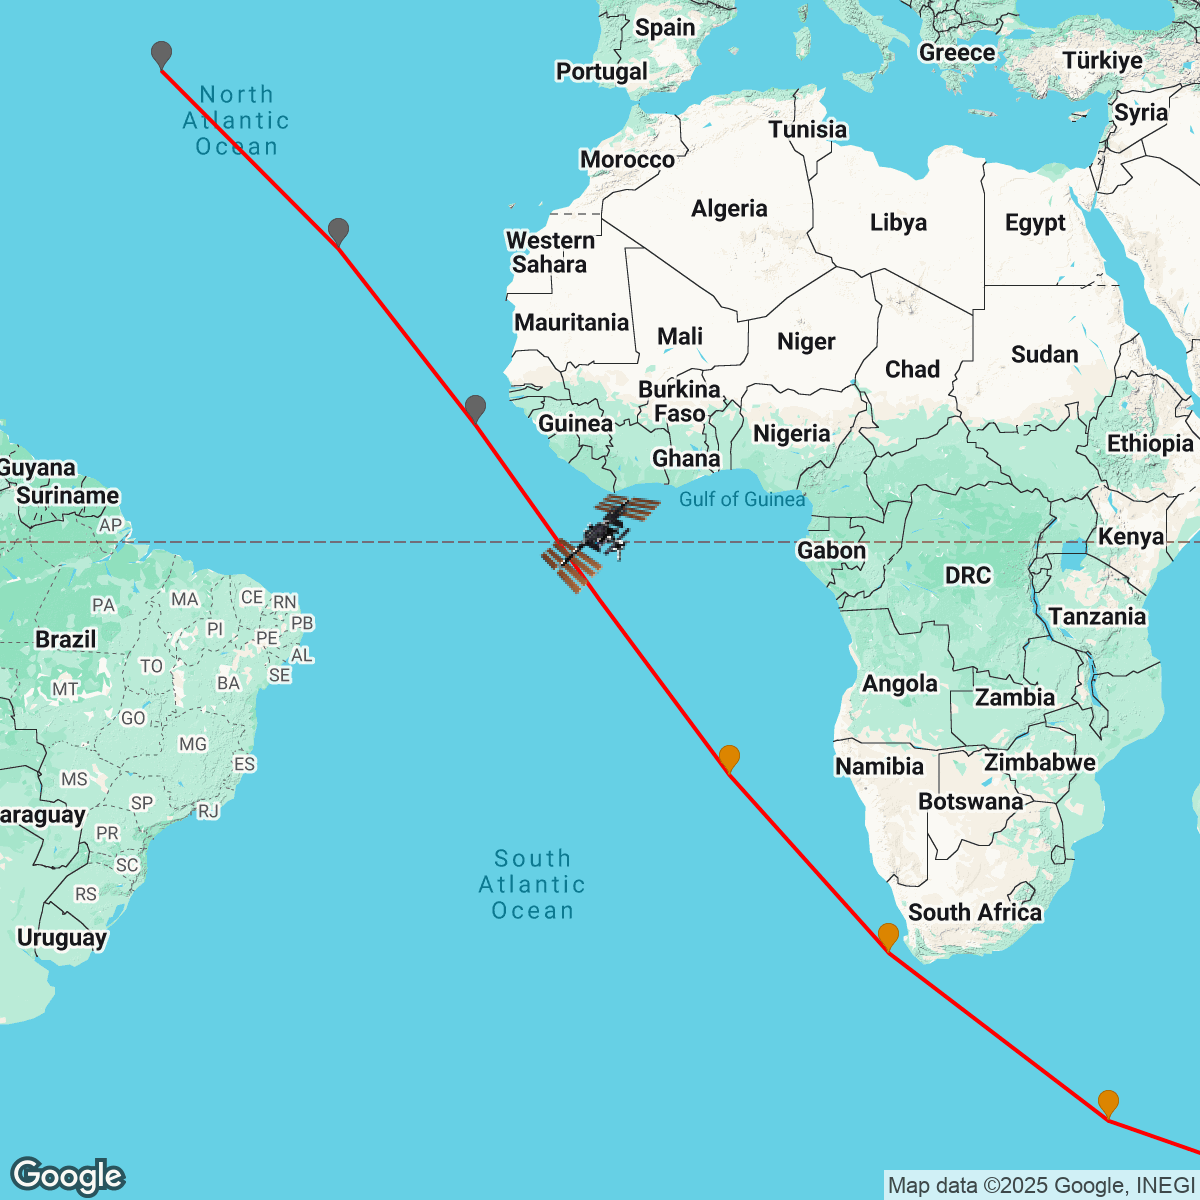 Spain
Portugal
Greece
Türkiye
Syria
North
Atlantic
Ocean
Tunisia
Morocco
Algeria
Libya
Egypt
Western
Sahara
Mauritania
Mali
Niger
Chad
Sudan
Burkina
Faso
Guinea
Nigeria
Ghana
Ethiopia
Guyana
Suriname
AP
Gulf of Guinea
Kenya
Gabon
DRC
Tanzania
PA
MA
CE
RN
PI
PB
PE
Brazil
TO
AL
MT
BA
SE
Angola
Zambia
GO
MG
ES
MS
Namibia
Zimbabwe
Botswana
SP
RJ
araguay
PR
SC
RS
South
Atlantic
Ocean
South Africa
Uruguay
Google
Map data ©2025 Google, INEGI